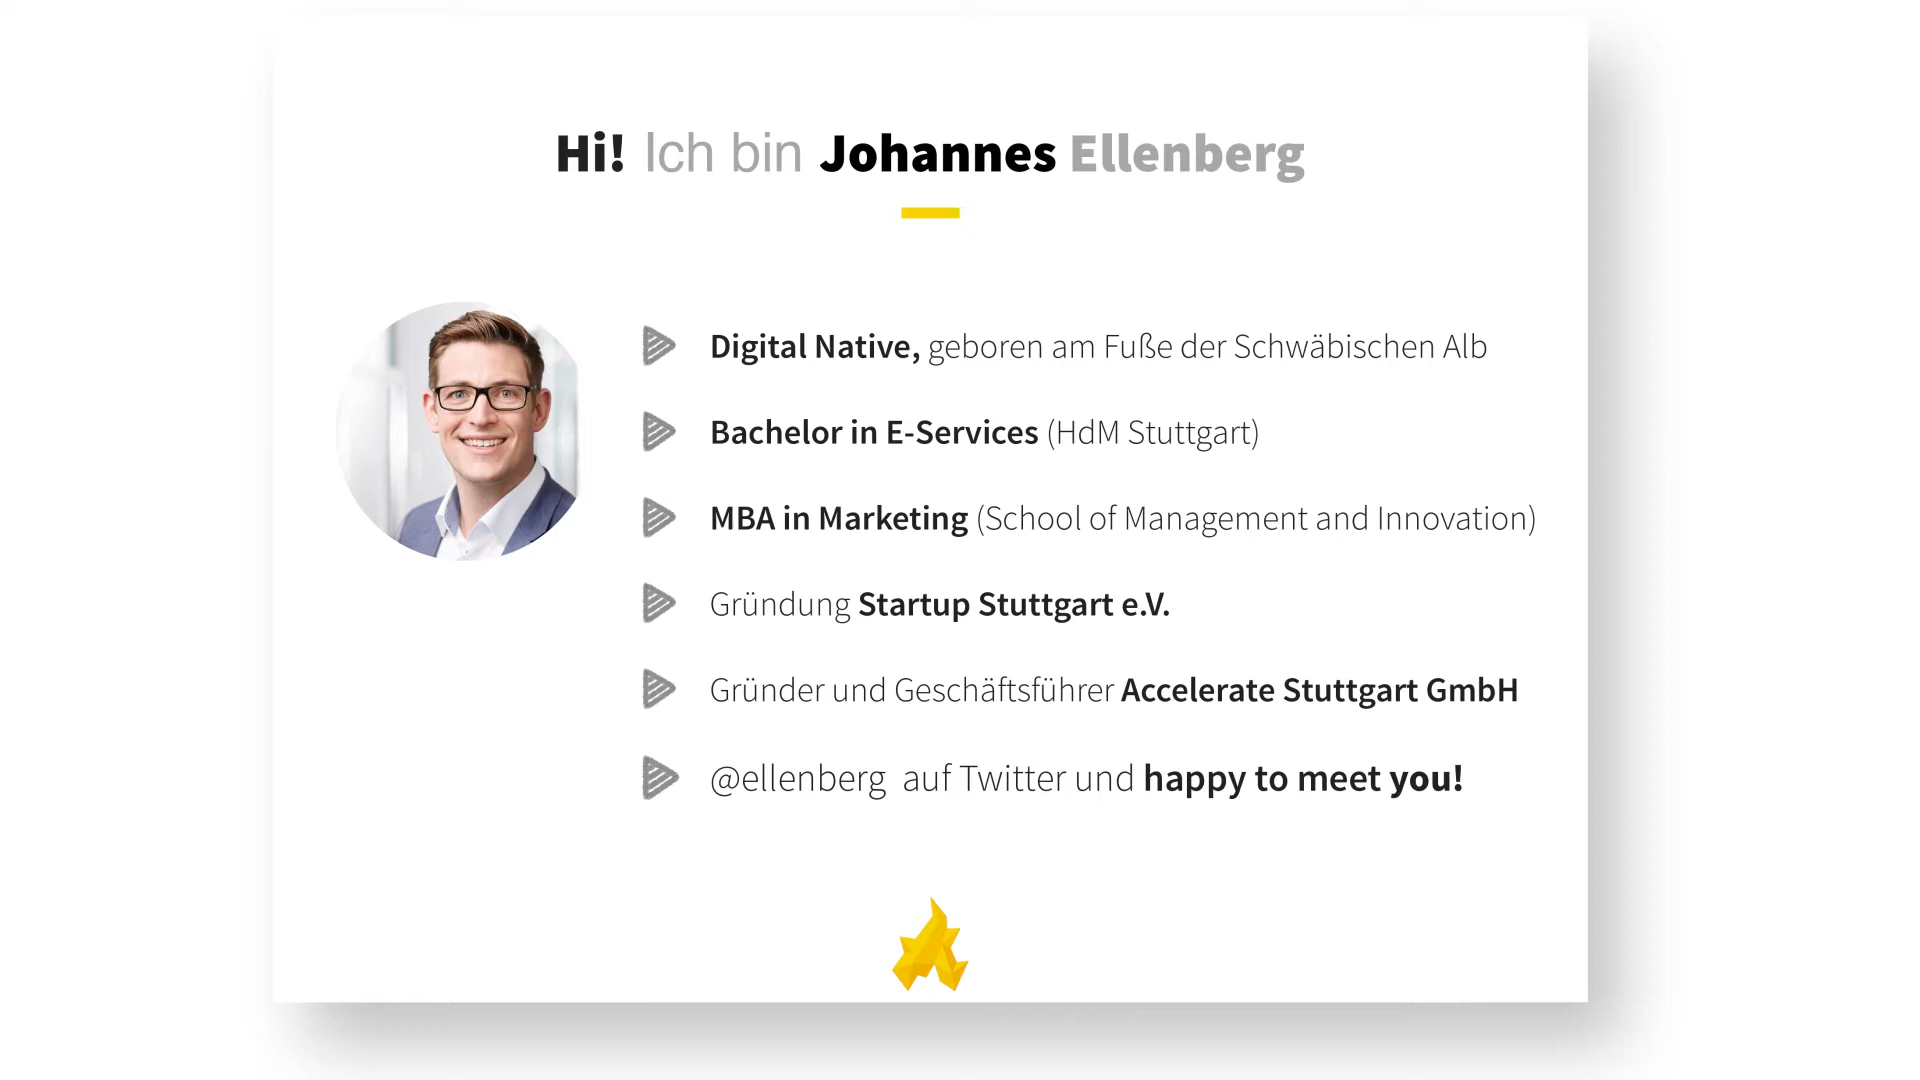 Hi! Ich bin Johannes Ellenberg
Digital Native, geboren am Fuße der Schwäbischen Alb
Bachelor in E-Services (HdM Stuttgart)
MBA in Marketing (School of Management and Innovation)
Gründung Startup Stuttgart e.V.
Gründer und Geschäftsführer Accelerate Stuttgart GmbH
@ellenberg auf Twitter und happy to meet you!